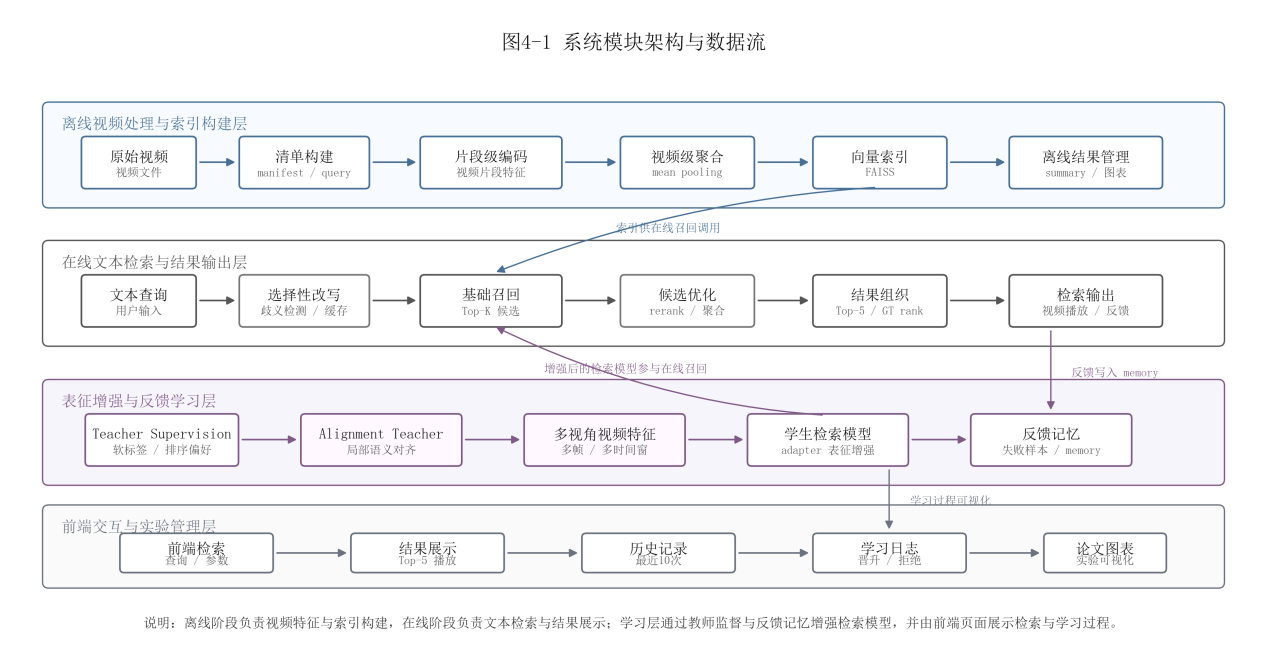 图4-1 系统模块架构与数据流
离线视频处理与索引构建层
原始视频
视频文件
清单构建
manifest / query
片段级编码
视频片段特征
视频级聚合
mean pooling
向量索引
FAISS
离线结果管理
summary / 图表
索引供在线召回调用
在线文本检索与结果输出层
文本查询
用户输入
选择性改写
歧义检测 / 缓存
基础召回
Top-K 候选
候选优化
rerank / 聚合
结果组织
Top-5 / GT rank
检索输出
视频播放 / 反馈
增强后的检索模型参与在线召回
反馈写入 memory
表征增强与反馈学习层
Teacher Supervision
软标签 / 排序偏好
Alignment Teacher
局部语义对齐
多视角视频特征
多帧 / 多时间窗
学生检索模型
adapter 表征增强
反馈记忆
失败样本 / memory
学习过程可视化
前端交互与实验管理层
前端检索
查询 / 参数
结果展示
Top-5 播放
历史记录
最近10次
学习日志
晋升 / 拒绝
论文图表
实验可视化
说明: 离线阶段负责视频特征与索引构建，在线阶段负责文本检索与结果展示；学习层通过教师监督与反馈记忆增强检索模型，并由前端页面展示检索与学习过程。